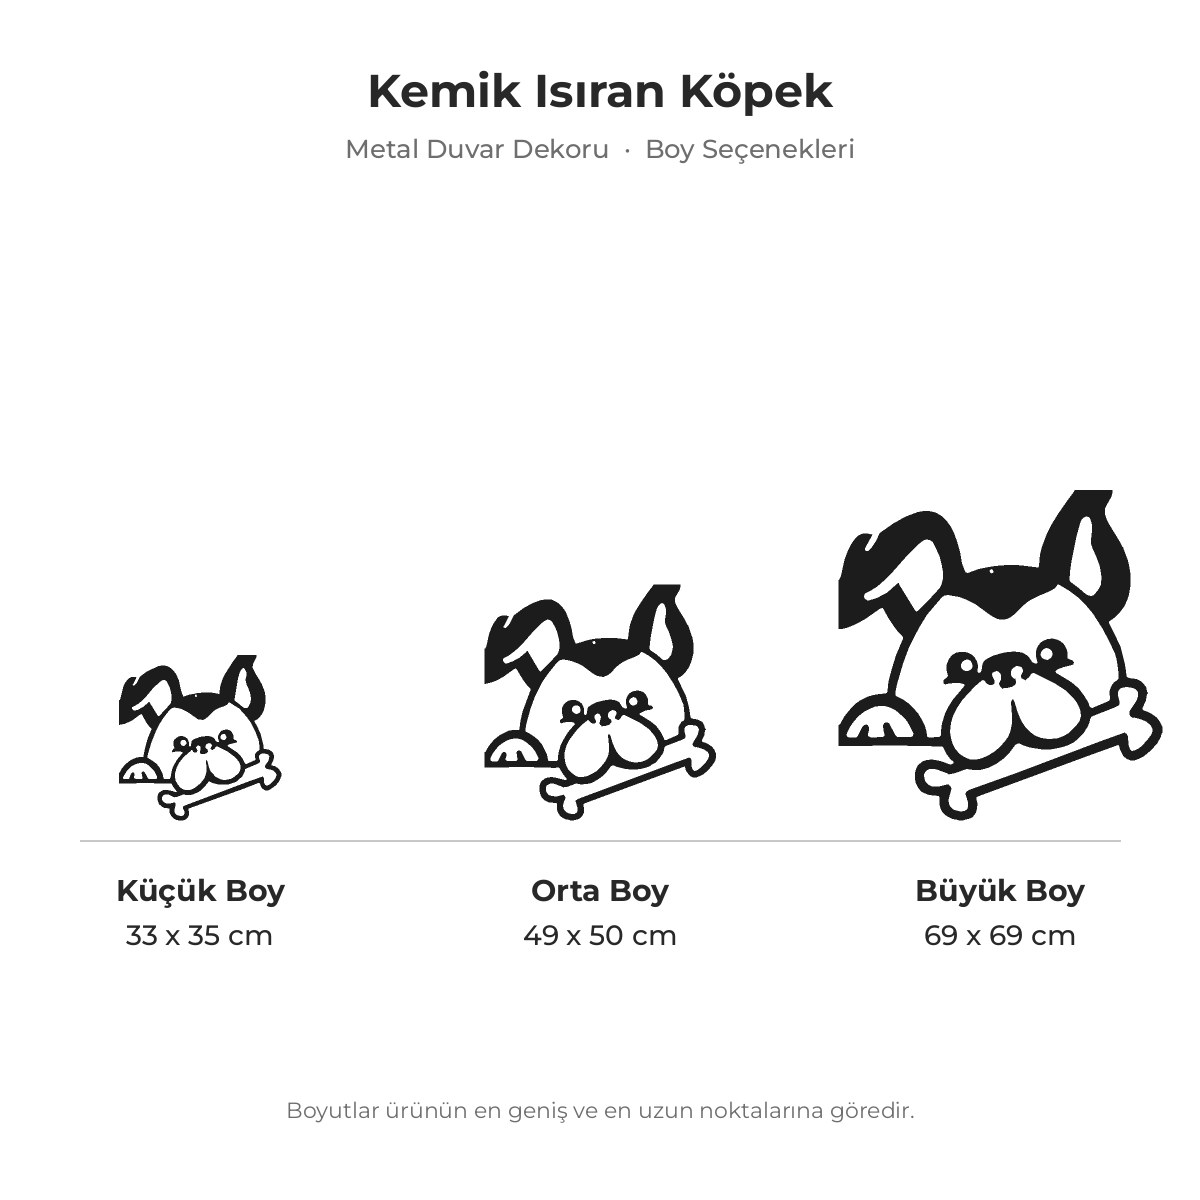 Kemik Isıran Köpek
Metal Duvar Dekoru · Boy Seçenekleri
Küçük Boy
33 x 35 cm
Orta Boy
49 x 50 cm
Büyük Boy
69 x 69 cm
Boyutlar ürünün en geniş ve en uzun noktalarına göredir.